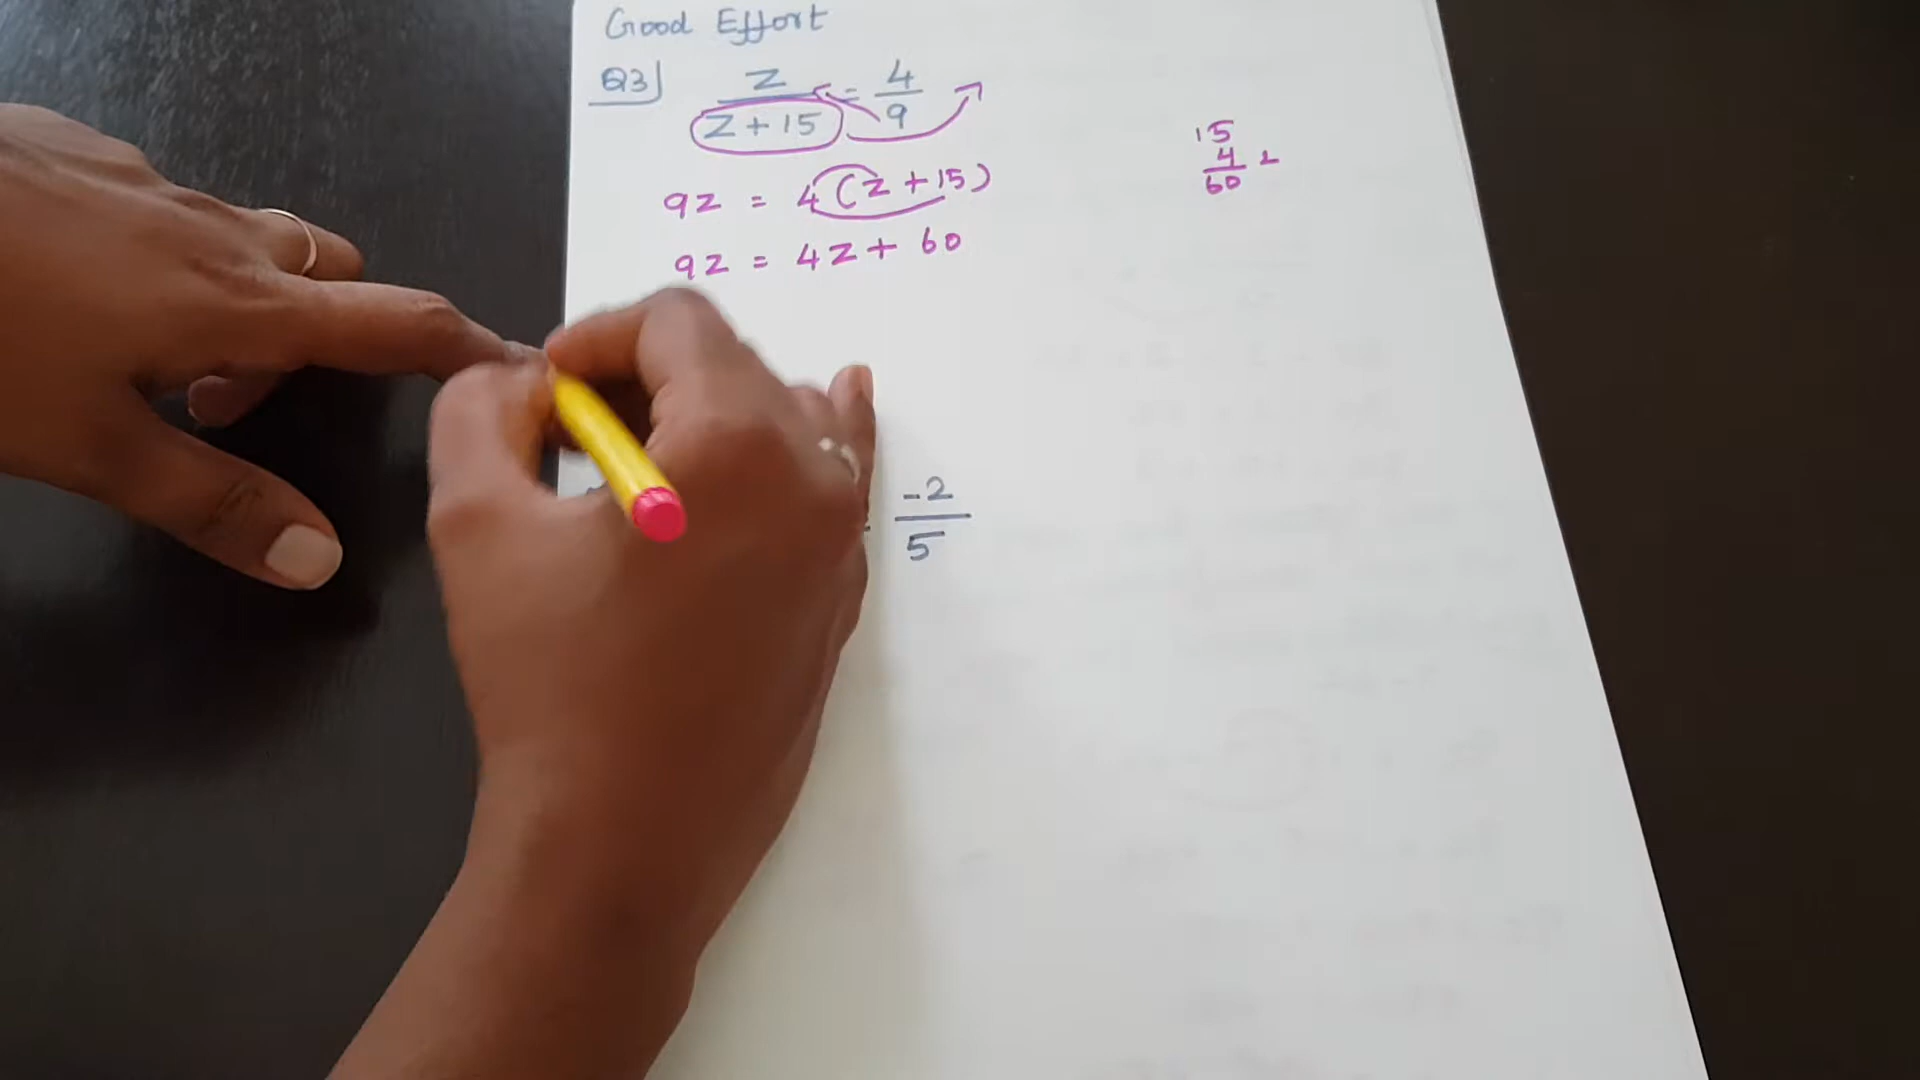 Good Effort
Q3] z/(z+15) = 4/9
9z = 4(z+15)
9z = 4z + 60
15
4 ×
60
-2/5